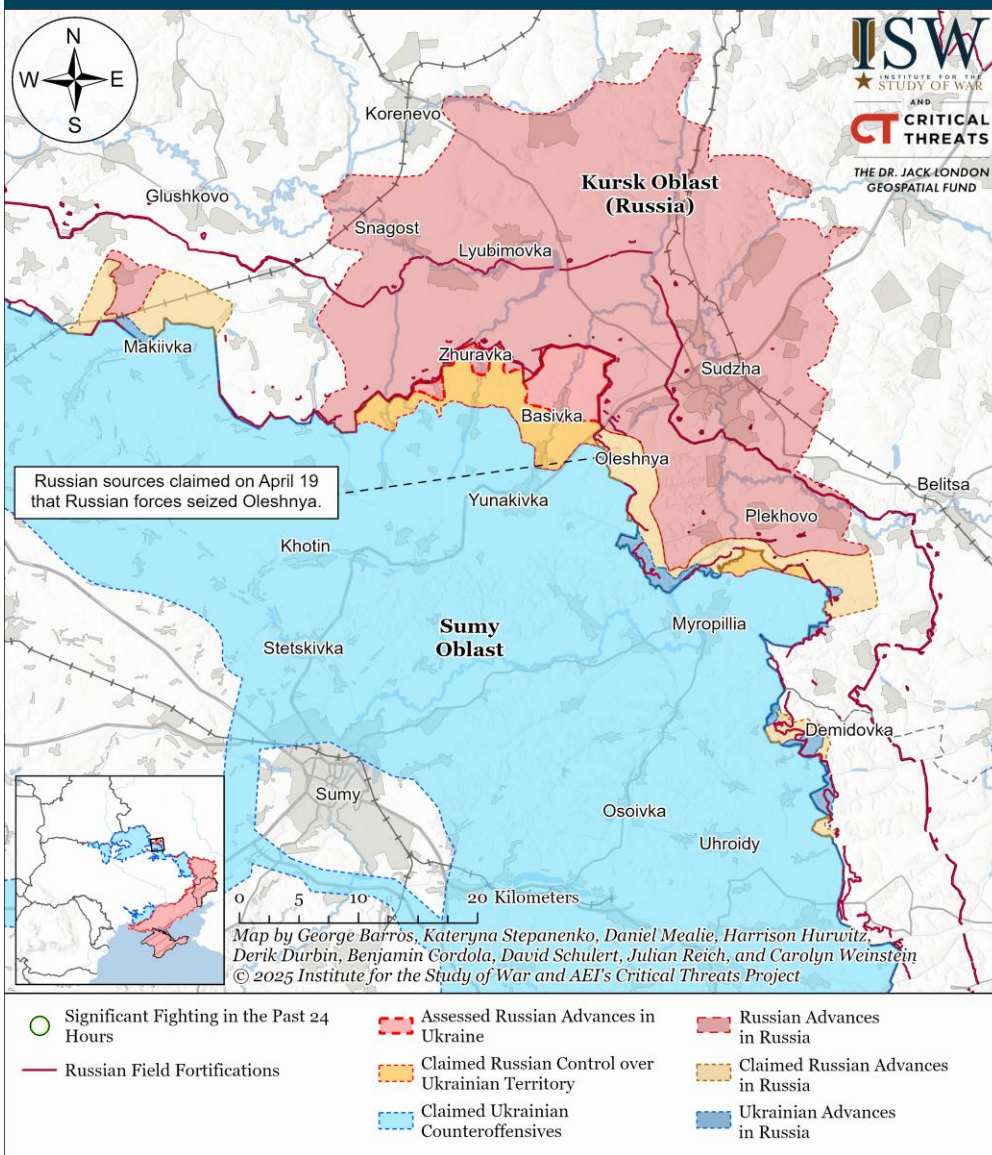 N
W E
S
ISW
INSTITUTE FOR THE
STUDY OF WAR
AND
CT CRITICAL
THREATS
THE DR. JACK LONDON
GEOSPATIAL FUND
Korenevo
Kursk Oblast
(Russia)
Glushkovo
Snagost
Lyubimovka
Makiivka
Zhuravka
Sudzha
Basivka
Oleshnya
Russian sources claimed on April 19
that Russian forces seized Oleshnya.
Belitsa
Yunakivka
Plekhovo
Khotin
Sumy
Oblast
Myropillia
Stetskivka
Demidovka
Sumy
Osoivka
Uhroidy
0 5 10 20 Kilometers
Map by George Barros, Kateryna Stepanenko, Daniel Mealie, Harrison Hurwitz,
Derik Durbin, Benjamin Cordola, David Schulert, Julian Reich, and Carolyn Weinstein
© 2025 Institute for the Study of War and AEI's Critical Threats Project
Significant Fighting in the Past 24
Hours
Russian Field Fortifications
Assessed Russian Advances in
Ukraine
Claimed Russian Control over
Ukrainian Territory
Claimed Ukrainian
Counteroffensives
Russian Advances
in Russia
Claimed Russian Advances
in Russia
Ukrainian Advances
in Russia